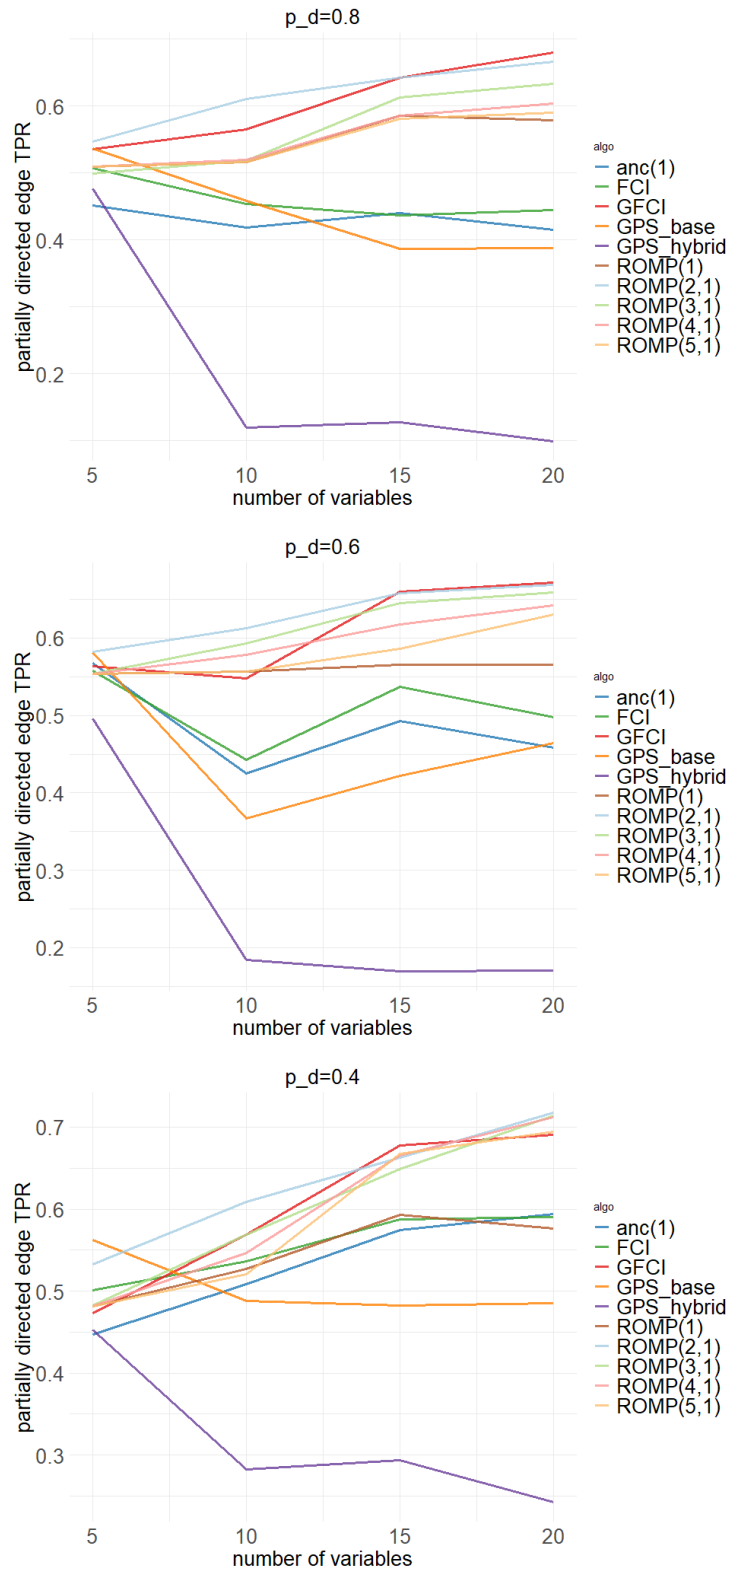 p_d=0.8
partially directed edge TPR
0.6
0.4
0.2
5 10 15 20
number of variables
algo
anc(1)
FCI
GFCI
GPS_base
GPS_hybrid
ROMP(1)
ROMP(2,1)
ROMP(3,1)
ROMP(4,1)
ROMP(5,1)
p_d=0.6
partially directed edge TPR
0.6
0.5
0.4
0.3
0.2
5 10 15 20
number of variables
algo
anc(1)
FCI
GFCI
GPS_base
GPS_hybrid
ROMP(1)
ROMP(2,1)
ROMP(3,1)
ROMP(4,1)
ROMP(5,1)
p_d=0.4
partially directed edge TPR
0.7
0.6
0.5
0.4
0.3
5 10 15 20
number of variables
algo
anc(1)
FCI
GFCI
GPS_base
GPS_hybrid
ROMP(1)
ROMP(2,1)
ROMP(3,1)
ROMP(4,1)
ROMP(5,1)